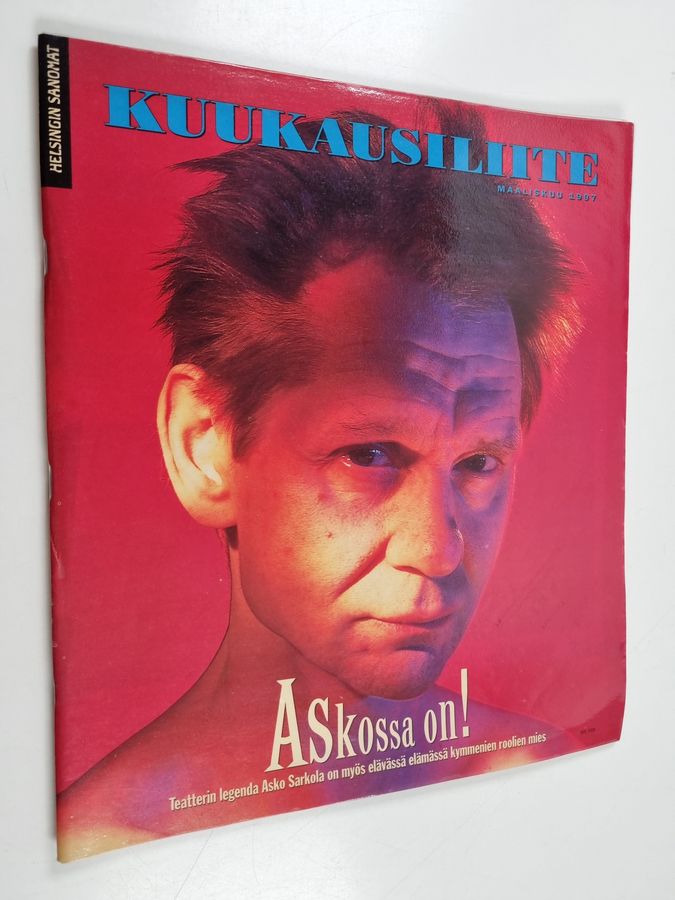 HELSINGIN SANOMAT
KUUKAUSILIITE
MAALISKUU 1997
ASkossa on!
Teatterin legenda Asko Sarkola on myös elävässä elämässä kymmenien roolien mies